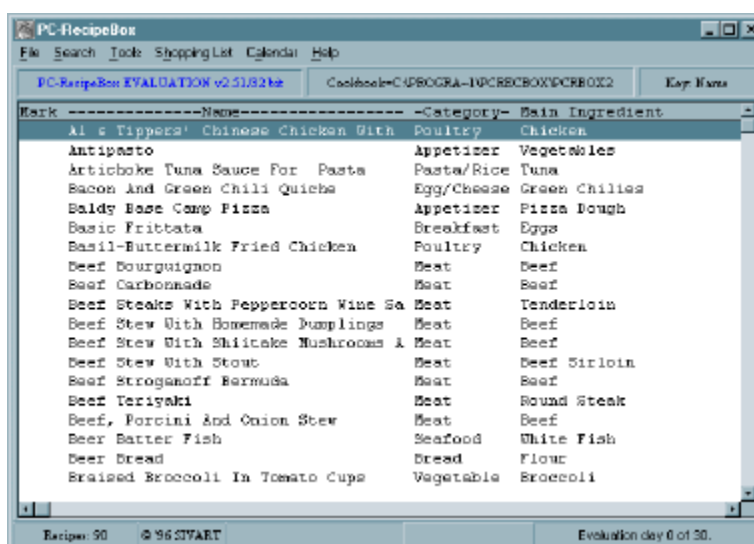 PC-RecipeBox
File Search Tools Shopping List Calendar Help
PC-RecipeBox EVALUATION v2.51/32 bit Cookbook=C:\PROGRA~1\PCRECBOX\PCRBOX2 Key: Name
Mark --------------Name----------------- -Category- Main Ingredient
Al s Tippers' Chinese Chicken With Poultry Chicken
Antipasto Appetizer Vegetables
Artichoke Tuna Sauce For Pasta Pasta/Rice Tuna
Bacon And Green Chili Quiche Egg/Cheese Green Chilies
Baldy Base Camp Pizza Appetizer Pizza Dough
Basic Frittata Breakfast Eggs
Basil-Buttermilk Fried Chicken Poultry Chicken
Beef Bourguignon Meat Beef
Beef Carbonnade Meat Beef
Beef Steaks With Peppercorn Wine Sa Meat Tenderloin
Beef Stew With Homemade Dumplings Meat Beef
Beef Stew With Shiitake Mushrooms A Meat Beef
Beef Stew With Stout Meat Beef Sirloin
Beef Stroganoff Bermuda Meat Beef
Beef Teriyaki Meat Round Steak
Beef, Porcini And Onion Stew Meat Beef
Beer Batter Fish Seafood White Fish
Beer Bread Bread Flour
Braised Broccoli In Tomato Cups Vegetable Broccoli
Recipes: 90 © '96 SIVART Evaluation day 0 of 30.